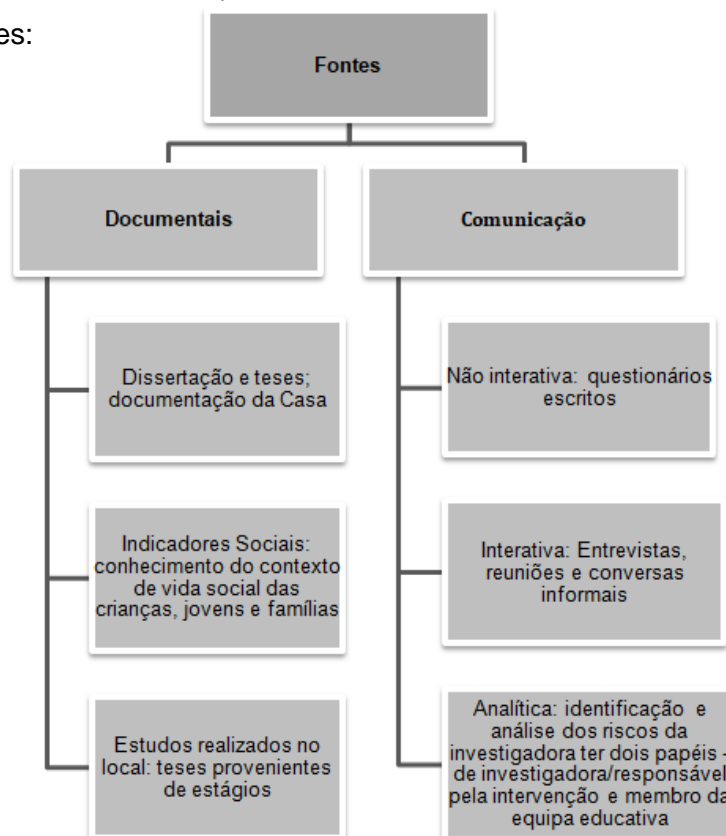 es:
Fontes
Documentais
Dissertação e teses;
documentação da Casa
Indicadores Sociais:
conhecimento do contexto
de vida social das
crianças, jovens e famílias
Estudos realizados no
local: teses provenientes
de estágios
Comunicação
Não interativa: questionários
escritos
Interativa: Entrevistas,
reuniões e conversas
informais
Analítica: identificação e
análise dos riscos da
investigadora ter dois papéis -
de investigadora/responsável
pela intervenção e membro da
equipa educativa